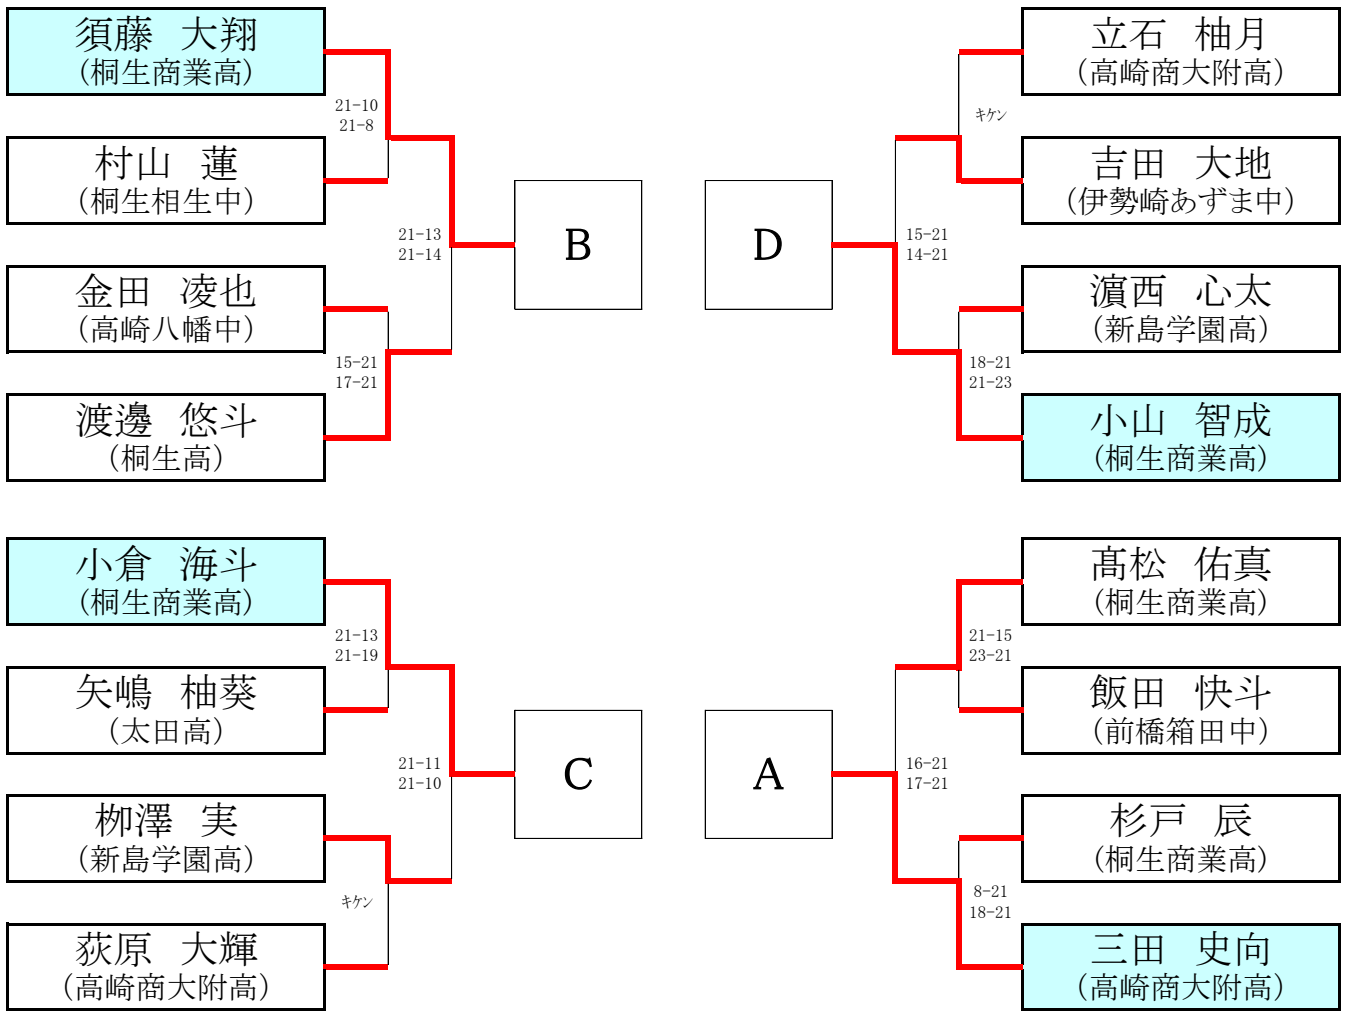 須藤 大翔
(桐生商業高)
21-10
21-8
村山 蓮
(桐生相生中)
21-13
21-14
B
金田 凌也
(高崎八幡中)
15-21
17-21
渡邊 悠斗
(桐生高)
立石 柚月
(高崎商大附高)
キケン
吉田 大地
(伊勢崎あずま中)
D
15-21
14-21
濵西 心太
(新島学園高)
18-21
21-23
小山 智成
(桐生商業高)
小倉 海斗
(桐生商業高)
21-13
21-19
矢嶋 柚葵
(太田高)
21-11
21-10
C
栁澤 実
(新島学園高)
キケン
荻原 大輝
(高崎商大附高)
髙松 佑真
(桐生商業高)
21-15
23-21
飯田 快斗
(前橋箱田中)
A
16-21
17-21
杉戸 辰
(桐生商業高)
8-21
18-21
三田 史向
(高崎商大附高)